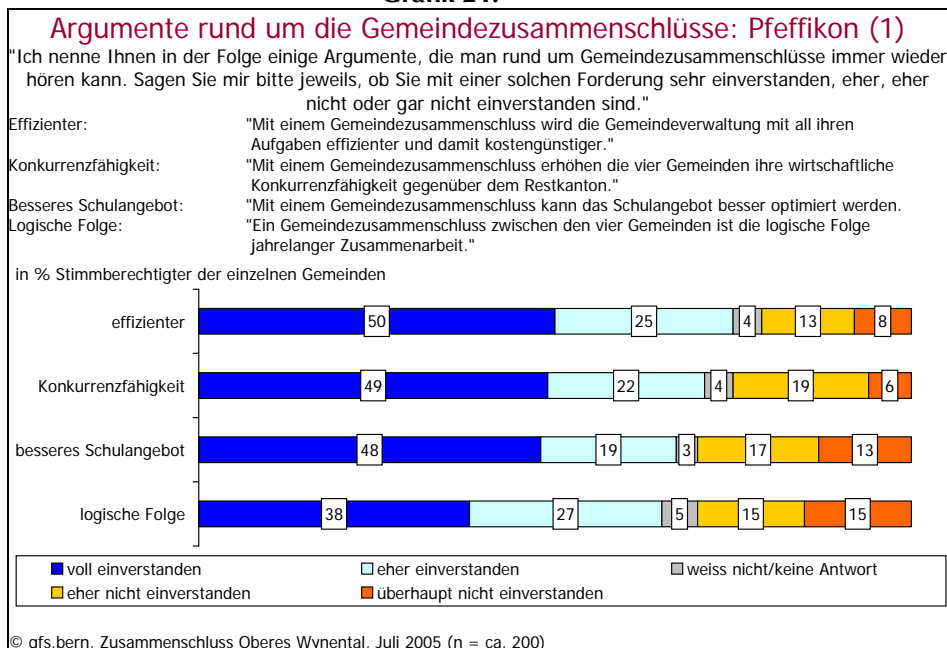 Grafik 21:
Argumente rund um die Gemeindezusammenschlüsse: Pfeffikon (1)
"Ich nenne Ihnen in der Folge einige Argumente, die man rund um Gemeindezusammenschlüsse immer wieder
hören kann. Sagen Sie mir bitte jeweils, ob Sie mit einer solchen Forderung sehr einverstanden, eher, eher
nicht oder gar nicht einverstanden sind."
Effizienter: "Mit einem Gemeindezusammenschluss wird die Gemeindeverwaltung mit all ihren
Aufgaben effizienter und damit kostengünstiger."
Konkurrenzfähigkeit: "Mit einem Gemeindezusammenschluss erhöhen die vier Gemeinden ihre wirtschaftliche
Konkurrenzfähigkeit gegenüber dem Restkanton."
Besseres Schulangebot: "Mit einem Gemeindezusammenschluss kann das Schulangebot besser optimiert werden.
Logische Folge: "Ein Gemeindezusammenschluss zwischen den vier Gemeinden ist die logische Folge
jahrelanger Zusammenarbeit."
in % Stimmberechtigter der einzelnen Gemeinden
effizienter 50 25 4 13 8
Konkurrenzfähigkeit 49 22 4 19 6
besseres Schulangebot 48 19 3 17 13
logische Folge 38 27 5 15 15
voll einverstanden eher einverstanden weiss nicht/keine Antwort
eher nicht einverstanden überhaupt nicht einverstanden
© gfs.bern, Zusammenschluss Oberes Wynental, Juli 2005 (n = ca. 200)